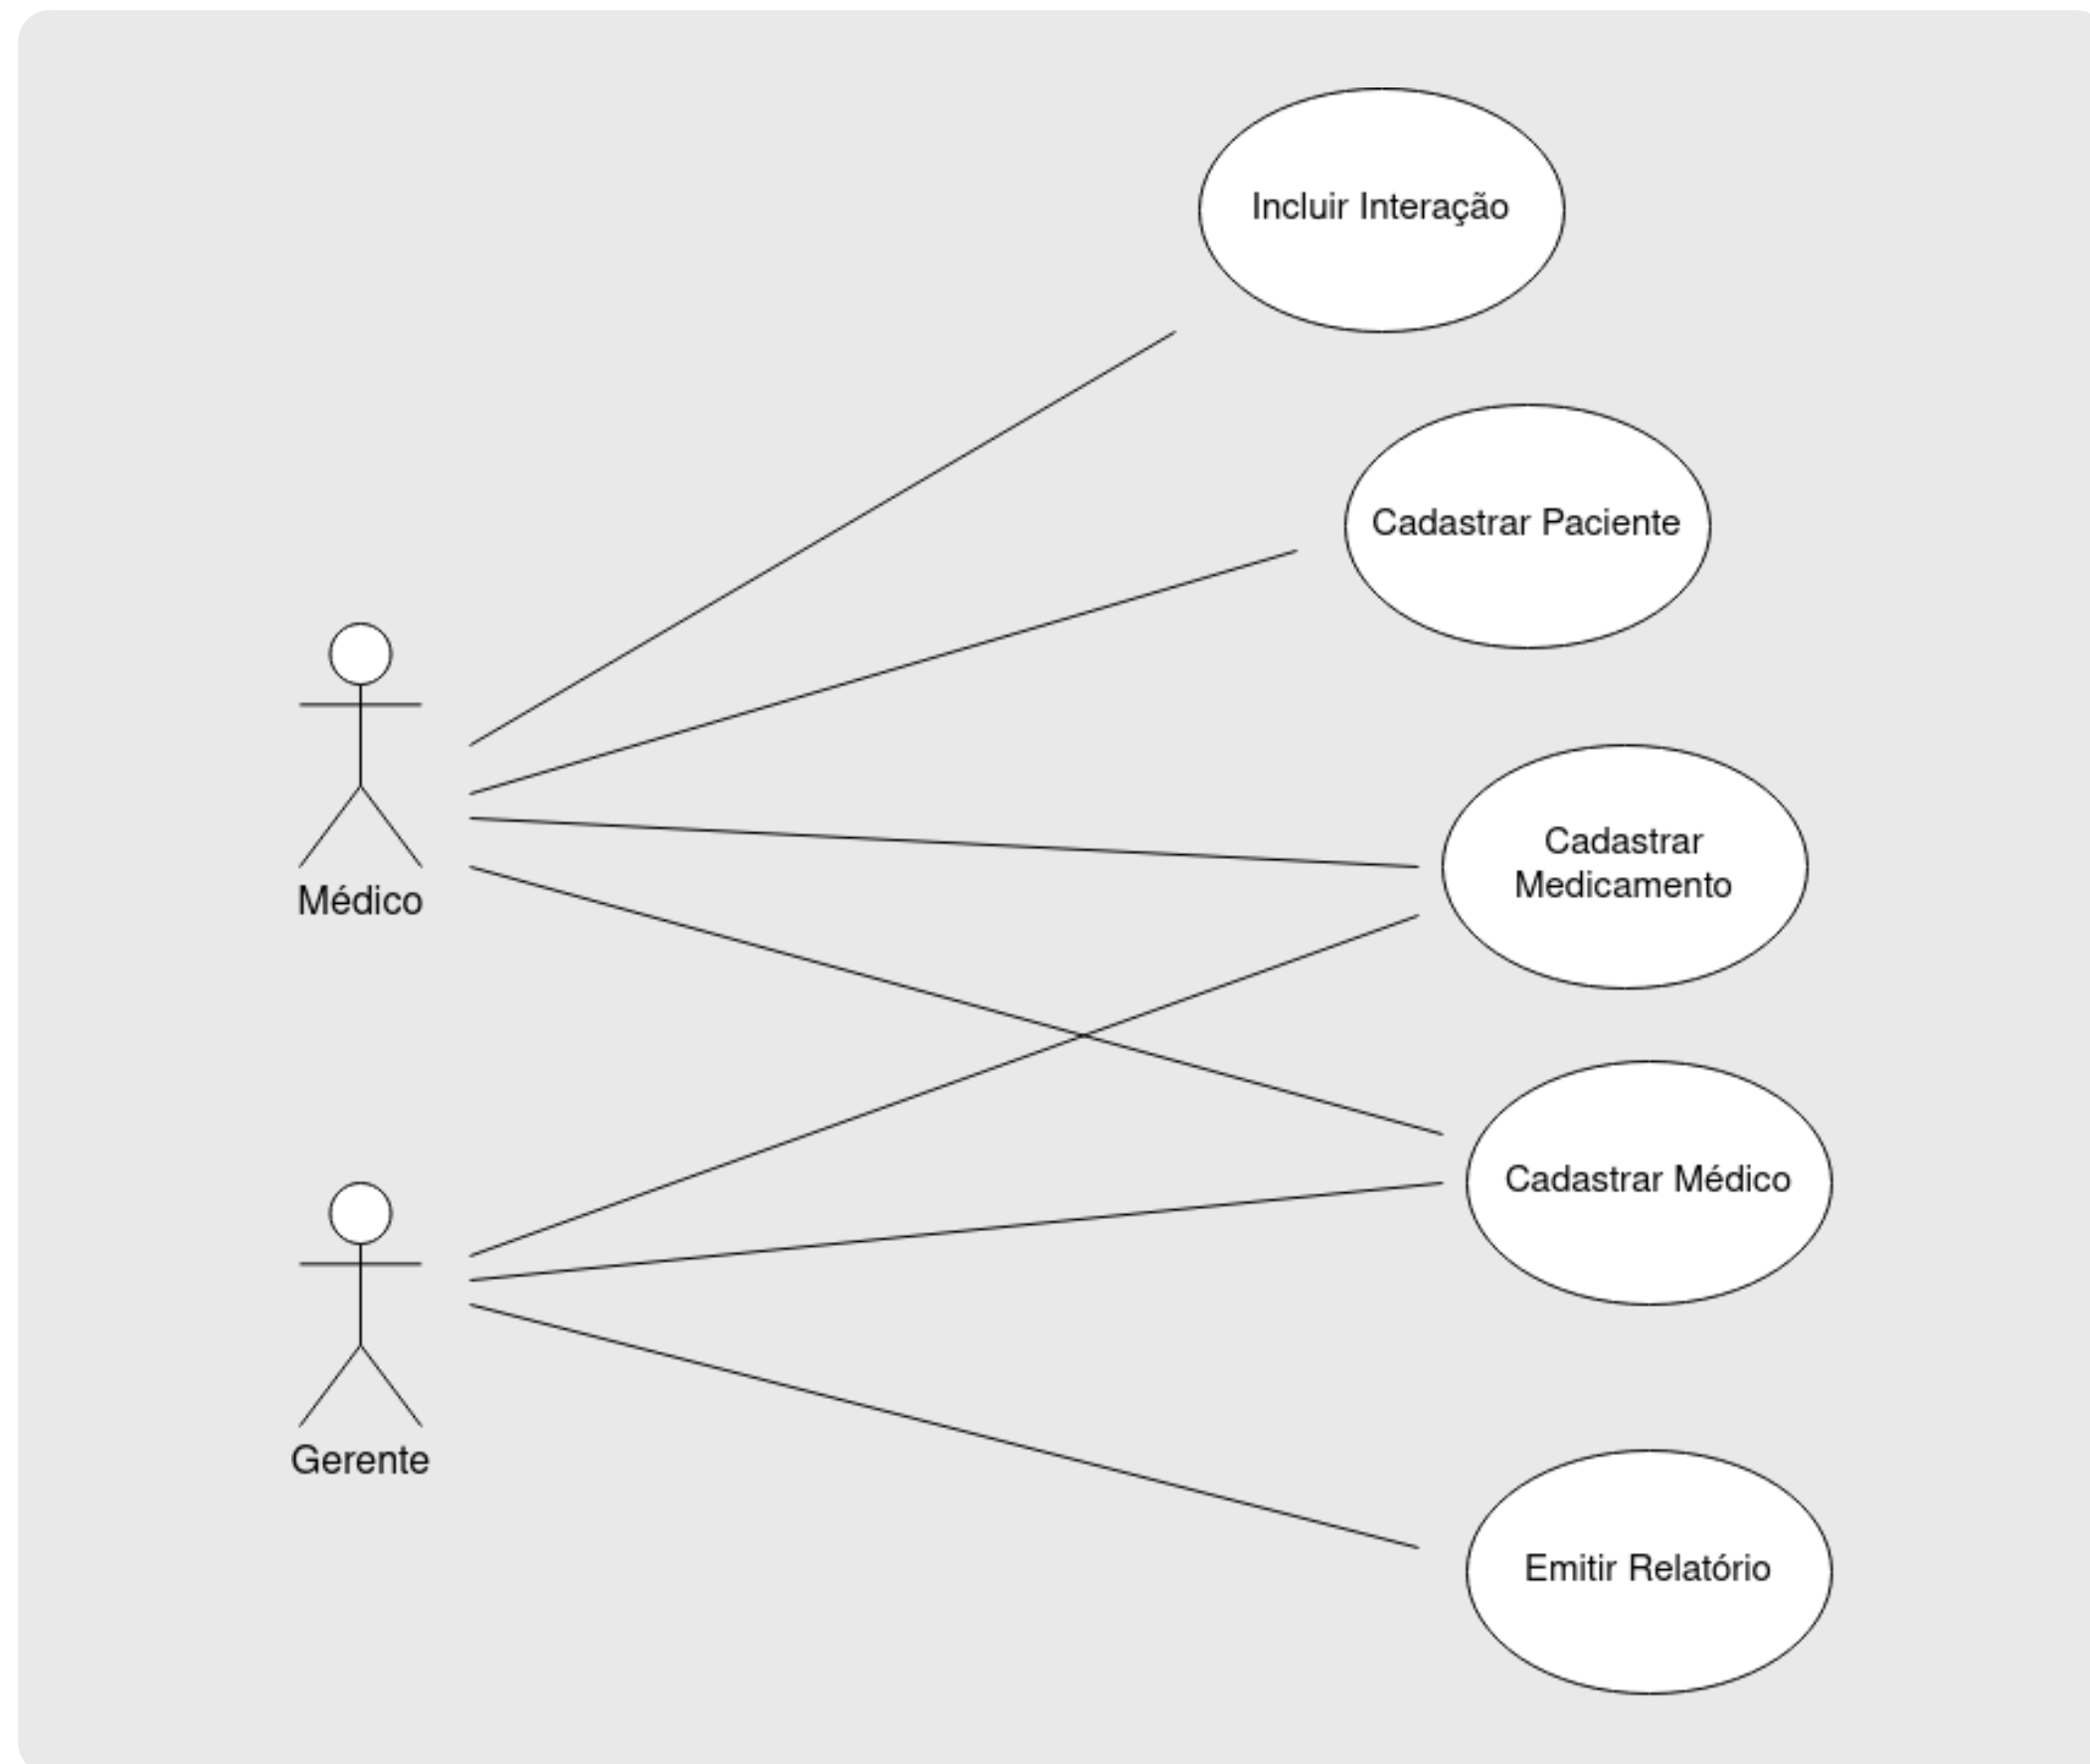 Incluir Interação
Cadastrar Paciente
Cadastrar
Medicamento
Médico
Cadastrar Médico
Gerente
Emitir Relatório